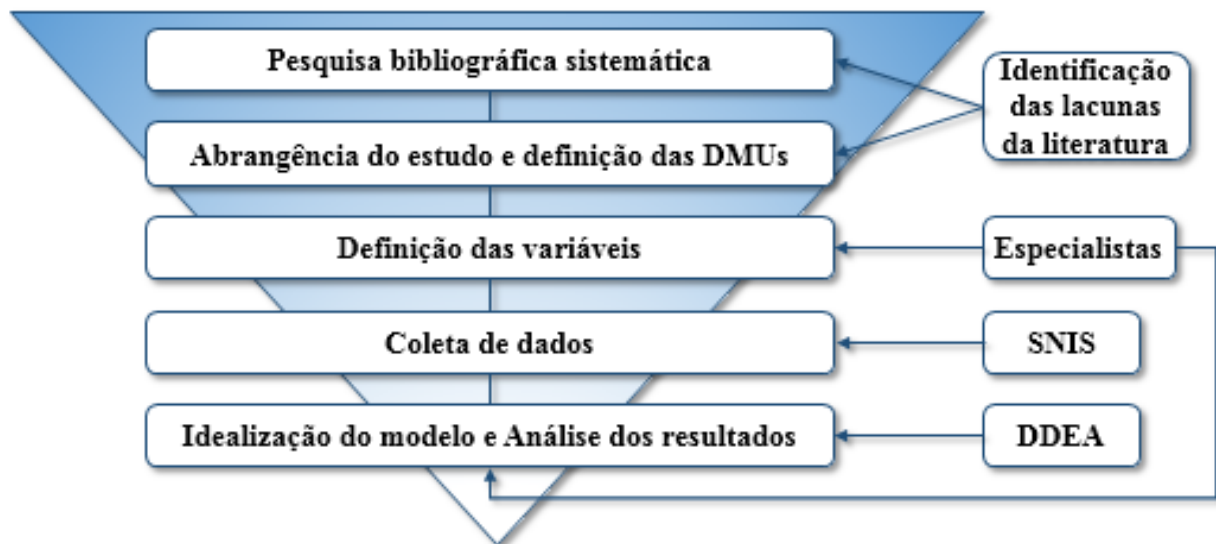 Pesquisa bibliográfica sistemática
Identificação
das lacunas
da literatura
Abrangência do estudo e definição das DMUs
Definição das variáveis
Especialistas
Coleta de dados
SNIS
Idealização do modelo e Análise dos resultados
DDEA